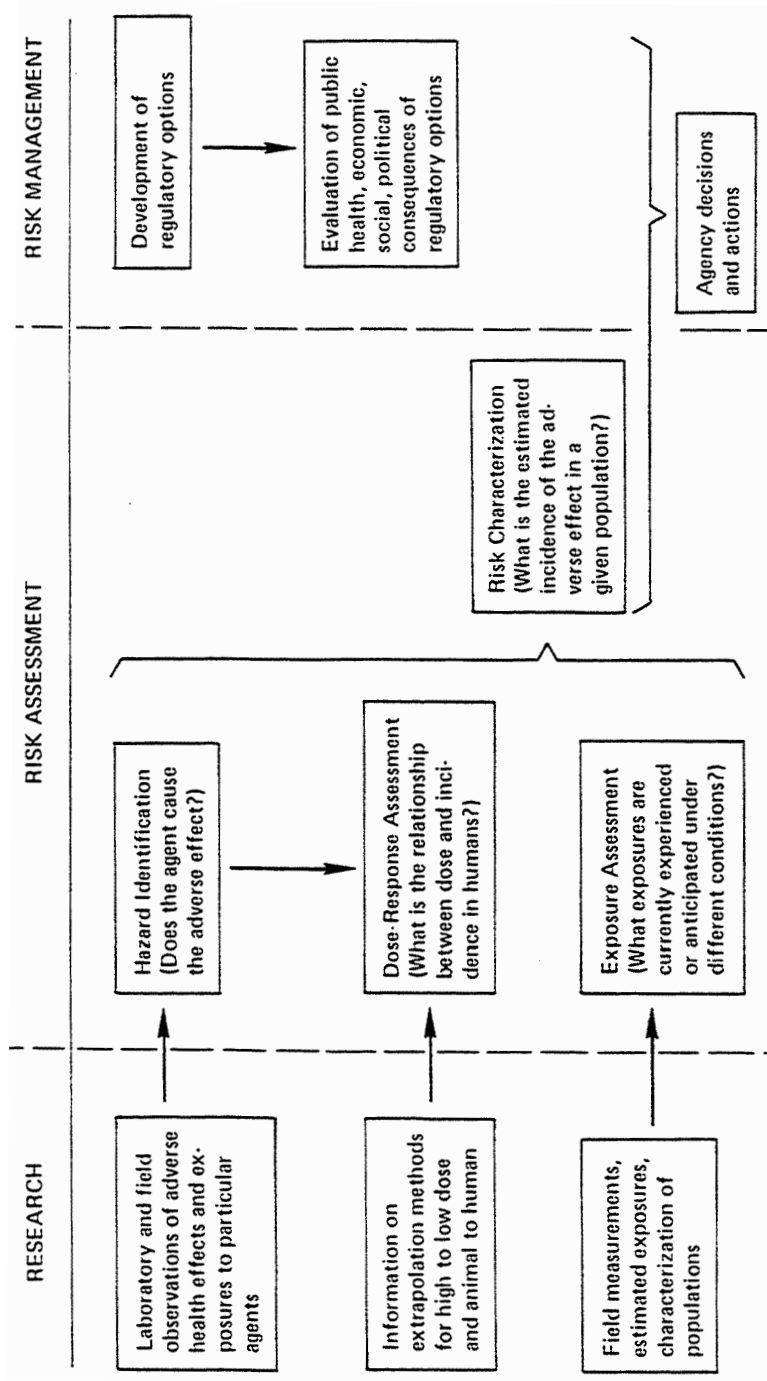 RESEARCH
RISK ASSESSMENT
RISK MANAGEMENT
Laboratory and field
observations of adverse
health effects and ex-
posures to particular
agents
Information on
extrapolation methods
for high to low dose
and animal to human
Field measurements,
estimated exposures,
characterization of
populations
Hazard Identification
(Does the agent cause
the adverse effect?)
Dose-Response Assessment
(What is the relationship
between dose and inci-
dence in humans?)
Exposure Assessment
(What exposures are
currently experienced
or anticipated under
different conditions?)
Risk Characterization
(What is the estimated
incidence of the ad-
verse effect in a
given population?)
Development of
regulatory options
Evaluation of public
health, economic,
social, political
consequences of
regulatory options
Agency decisions
and actions